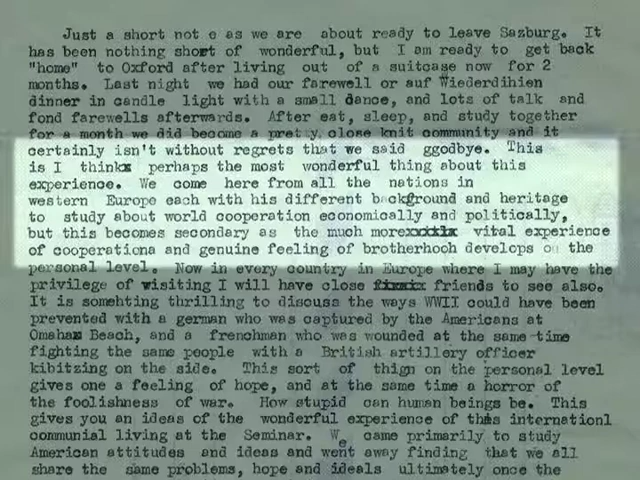 Just a short not e as we are about ready to leave Sazburg. It
has been nothing short of wonderful, but I am ready to get back
"home" to Oxford after living out of a suitcase now for 2
months. Last night we had our farewell or auf Wiederdihien
dinner in candle light with a small dance, and lots of talk and
fond farewells afterwards. After eat, sleep, and study together
for a month we did become a pretty close knit community and it
certainly isn't without regrets that we said ggodbye. This
is I think perhaps the most wonderful thing about this
experience. We come here from all the nations in
western Europe each with his different background and heritage
to study about world cooperation economically and politically,
but this becomes secondary as the much more vital experience
of cooperationa and genuine feeling of brotherhooh develops on the
personal level. Now in every country in Europe where I may have the
privilege of visiting I will have close friends to see also.
It is somehting thrilling to discuss the ways WWII could have been
prevented with a german who was captured by the Americans at
Omaha Beach, and a frenchman who was wounded at the same time
fighting the same people with a British artillery officer
kibitzing on the side. This sort of thign on the personal level
gives one a feeling of hope, and at the same time a horror of
the foolishness of war. How stupid can human beings be. This
gives you an ideas of the wonderful experience of this internationl
communial living at the Seminar. We came primarily to study
American attitudes and ideas and went away finding that we all
share the same problems, hope and ideals ultimately once the